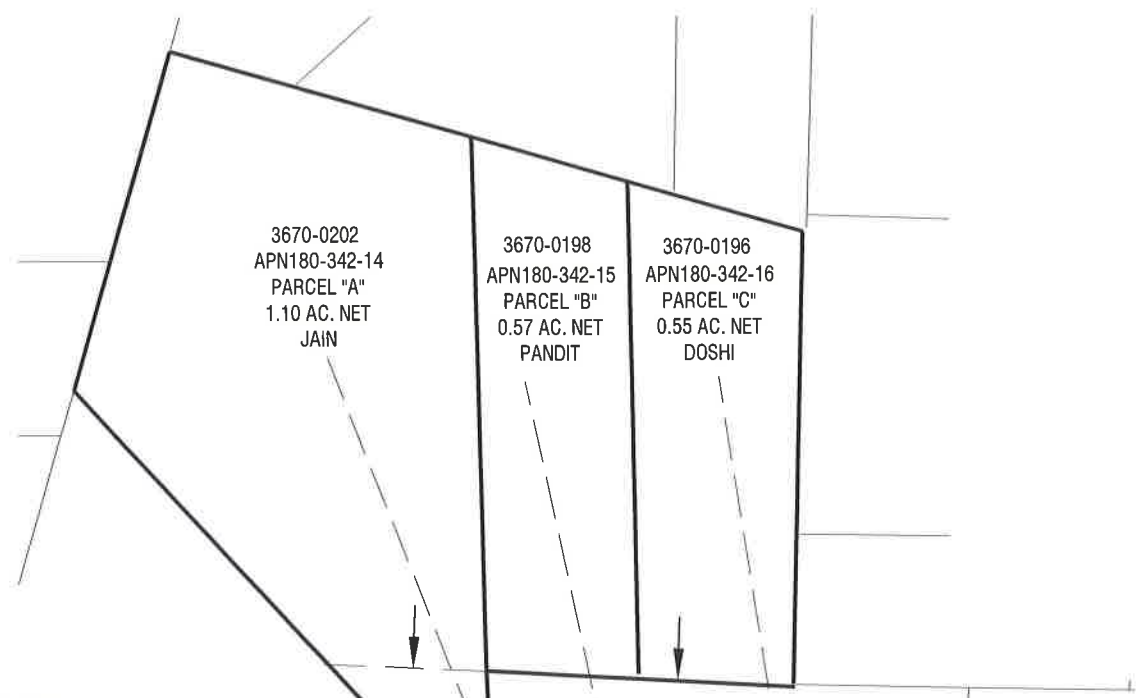 3670-0202
APN180-342-14
PARCEL "A"
1.10 AC. NET
JAIN
3670-0198
APN180-342-15
PARCEL "B"
0.57 AC. NET
PANDIT
3670-0196
APN180-342-16
PARCEL "C"
0.55 AC. NET
DOSHI